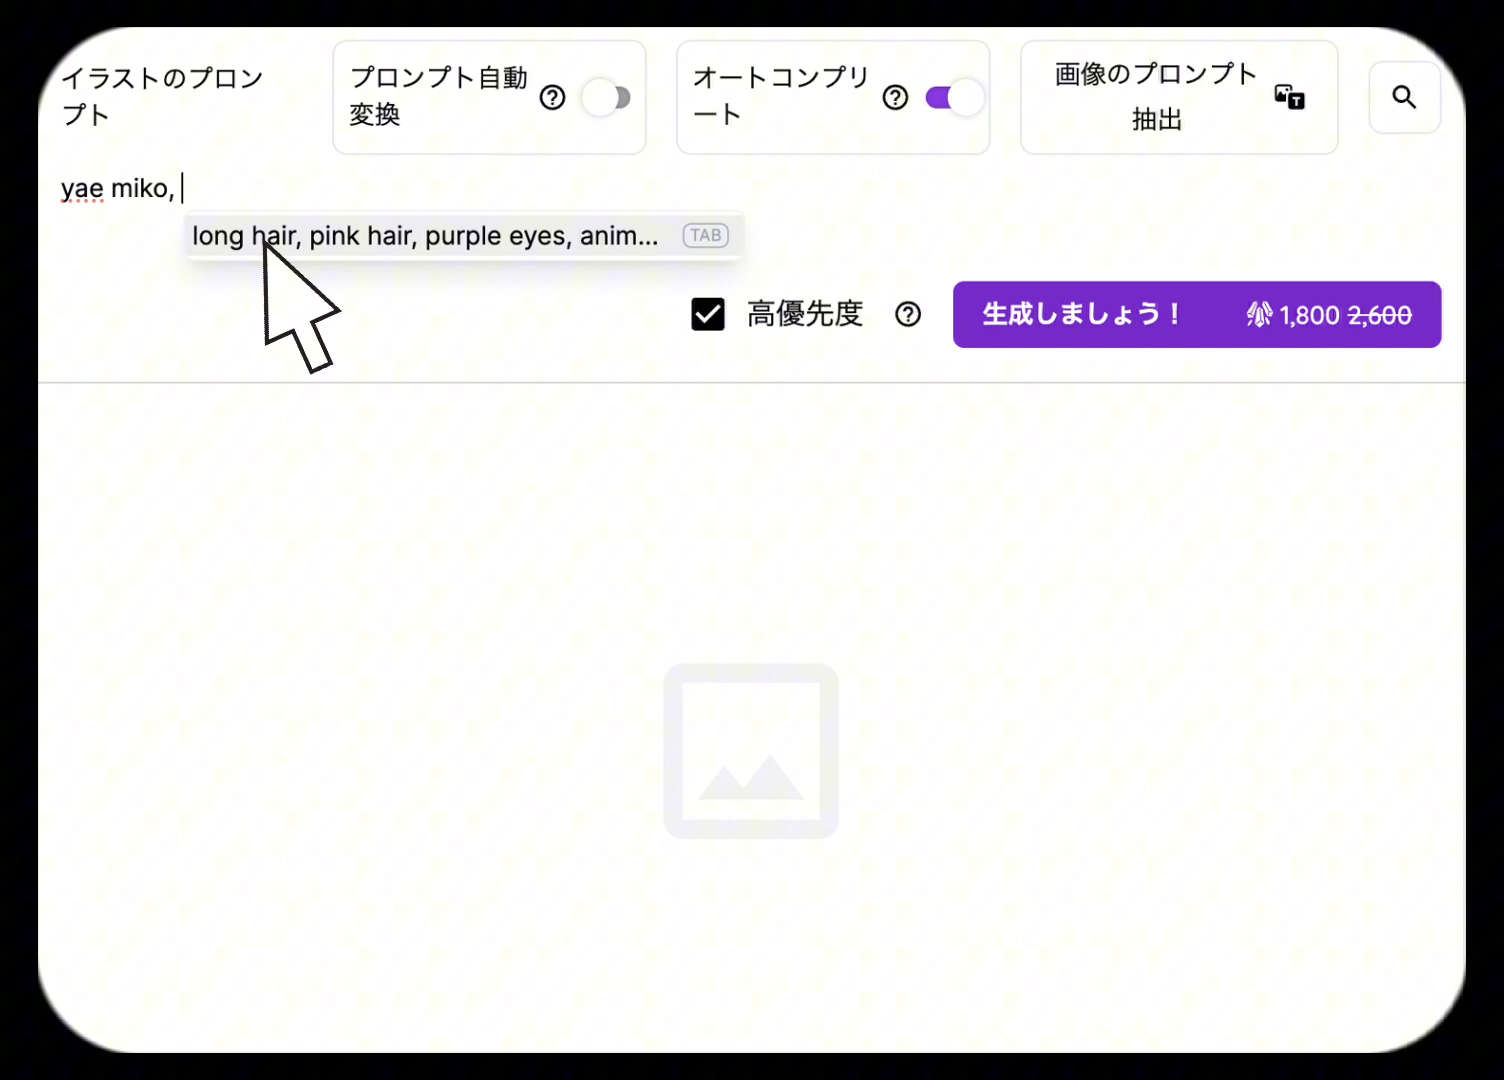 イラストのプロン
プト
プロンプト自動
変換
オートコンプリ
ート
画像のプロンプト
抽出
T
yae miko,
long hair, pink hair, purple eyes, anim... TAB
高優先度
生成しましょう！ 1,800 2,600